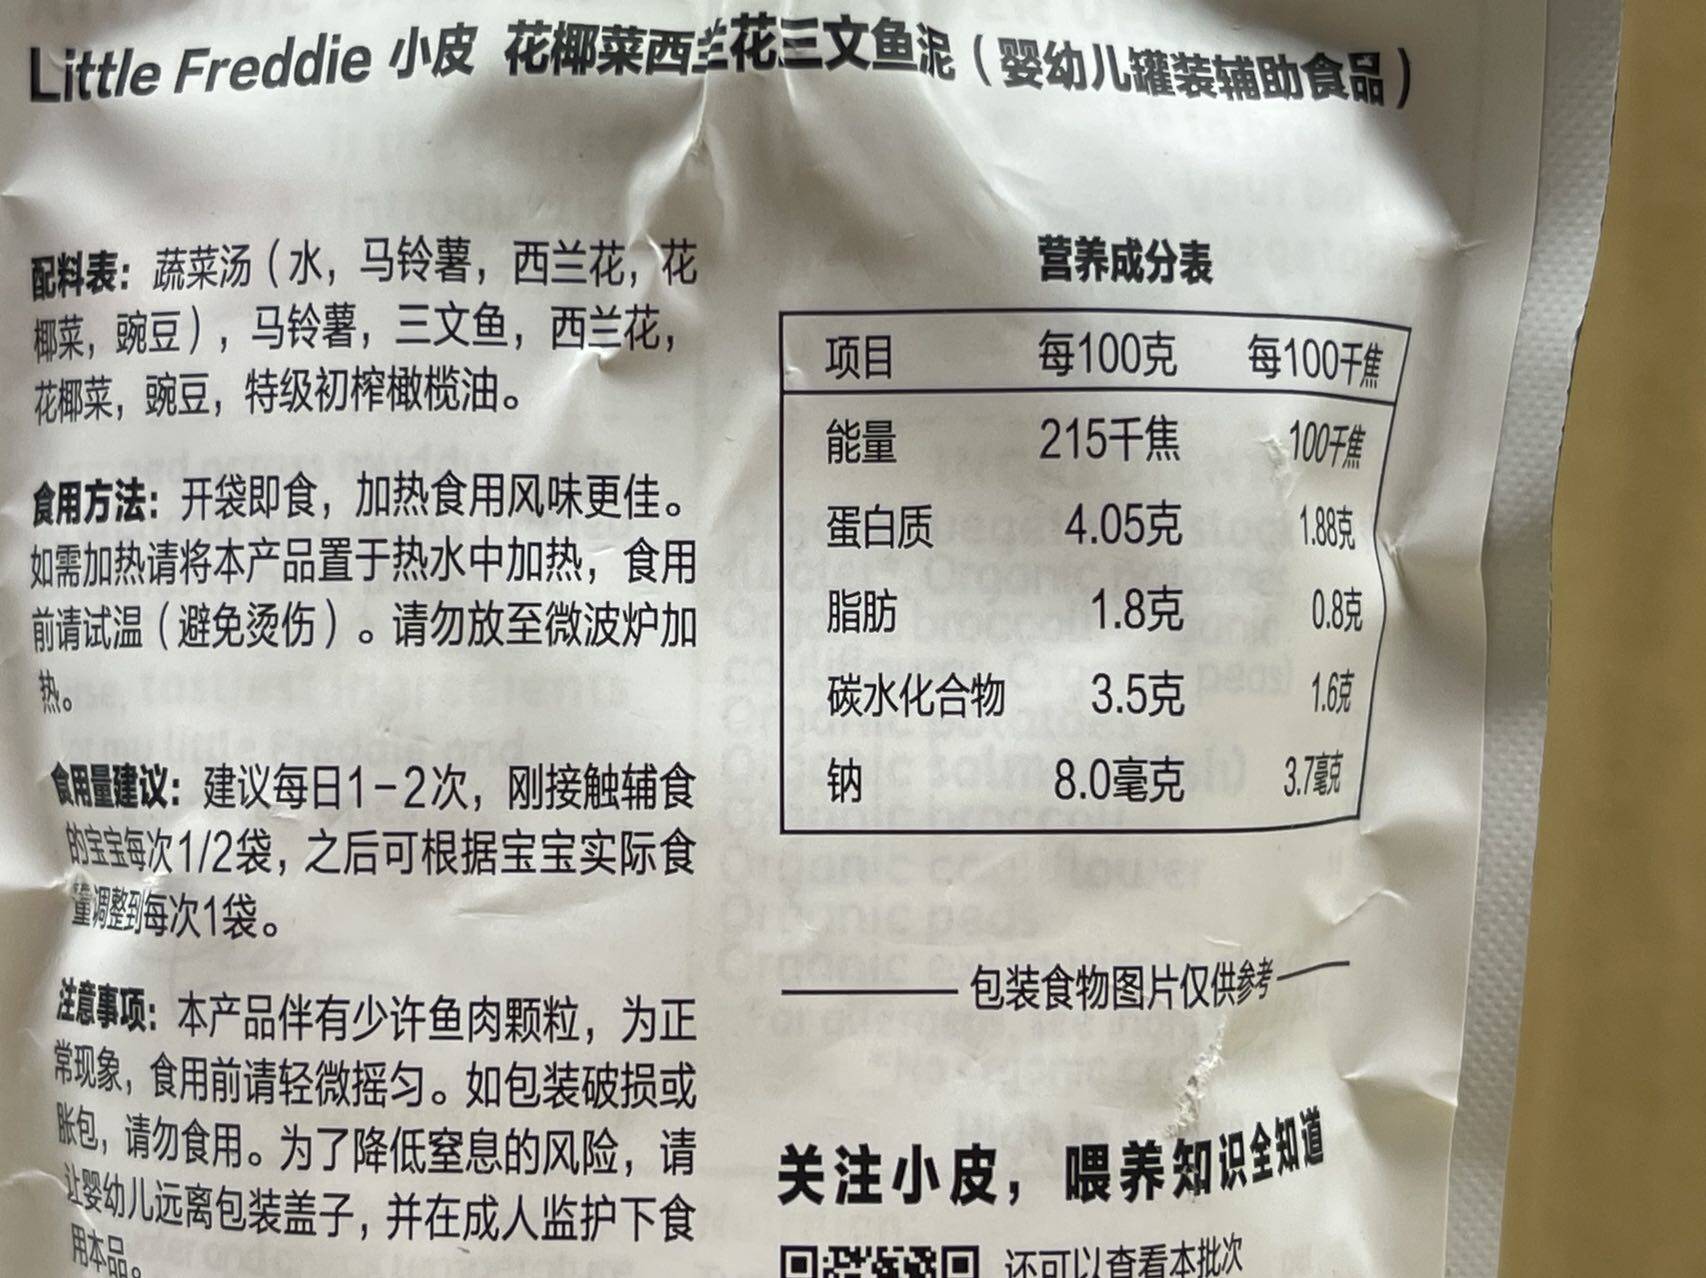 Little Freddie 小皮 花椰菜西兰花三文鱼泥（婴幼儿罐装辅助食品）
配料表：蔬菜汤（水，马铃薯，西兰花，花
椰菜，豌豆），马铃薯，三文鱼，西兰花，
花椰菜，豌豆，特级初榨橄榄油。
食用方法：开袋即食，加热食用风味更佳。
如需加热请将本产品置于热水中加热，食用
前请试温（避免烫伤）。请勿放至微波炉加
热。
食用量建议：建议每日1-2次，刚接触辅食
的宝宝每次1/2袋，之后可根据宝宝实际食
量调整到每次1袋。
注意事项：本产品伴有少许鱼肉颗粒，为正
常现象，食用前请轻微摇匀。如包装破损或
胀包，请勿食用。为了降低窒息的风险，请
让婴幼儿远离包装盖子，并在成人监护下食
用本品。
营养成分表
项目 每100克 每100千焦
能量 215千焦 100千焦
蛋白质 4.05克 1.88克
脂肪 1.8克 0.8克
碳水化合物 3.5克 1.6克
钠 8.0毫克 3.7毫克
包装食物图片仅供参考
关注小皮，喂养知识全知道
还可以查看本批次